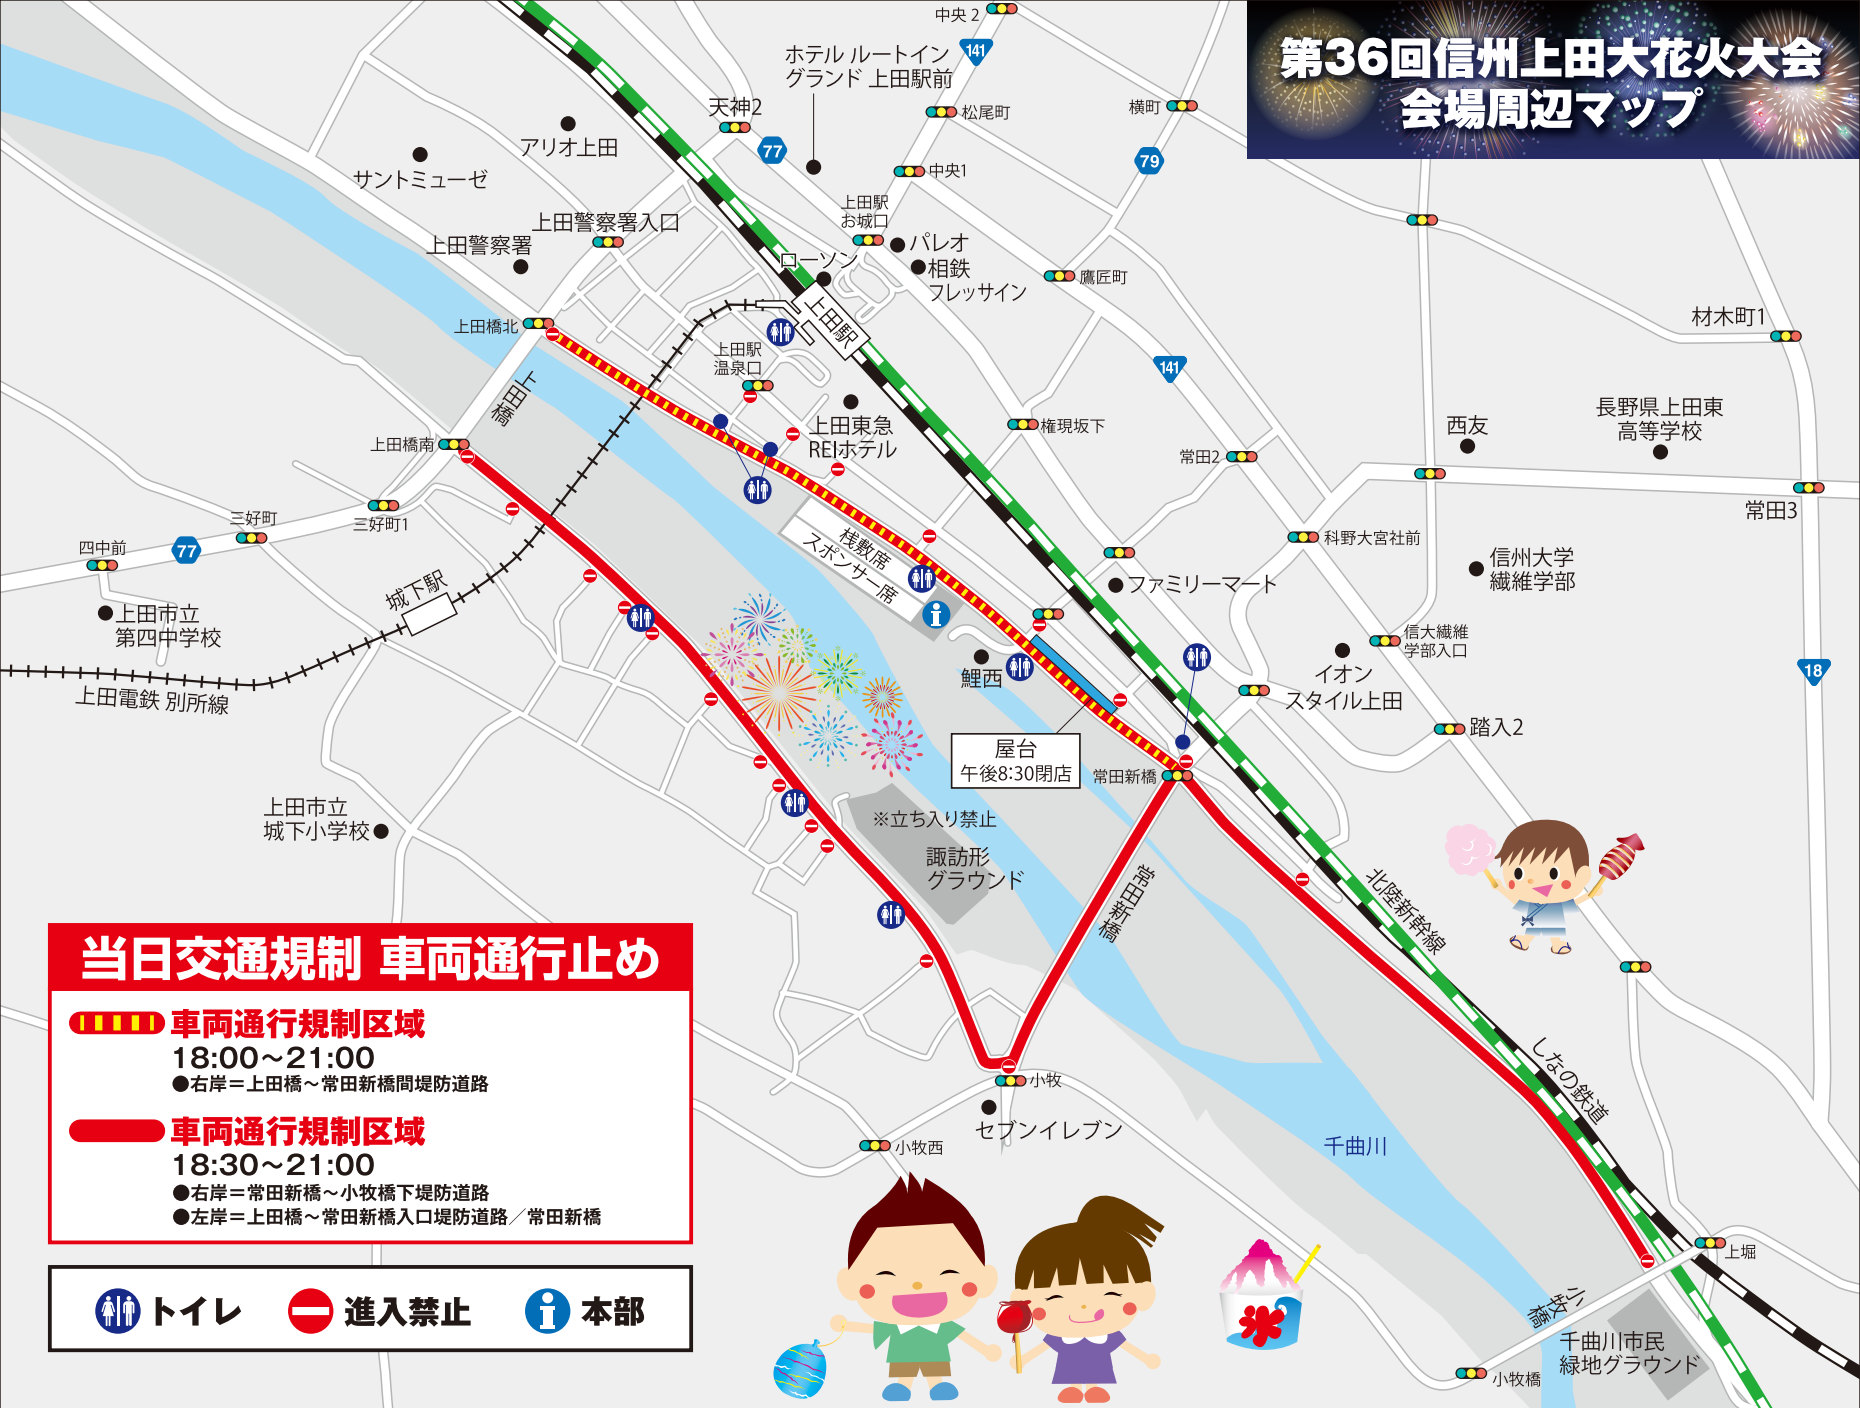 第36回信州上田大花火大会
会場周辺マップ
中央2
141
ホテル ルートイン
グランド 上田駅前
天神2
77
松尾町
横町
79
中央1
アリオ上田
サントミューゼ
上田警察署入口
上田警察署
上田駅
お城口
パレオ
相鉄
フレッサイン
ローソン
上田駅
鷹匠町
材木町1
上田橋北
上田橋
上田駅
温泉口
141
上田東急
REIホテル
権現坂下
常田2
西友
長野県上田東
高等学校
上田橋南
三好町1
三好町
77
四中前
常田3
科野大宮社前
信州大学
繊維学部
桟敷席
スポンサー席
ファミリーマート
城下駅
上田市立
第四中学校
上田電鉄 別所線
鯉西
信大繊維
学部入口
イオン
スタイル上田
18
踏入2
屋台
午後8:30閉店
常田新橋
上田市立
城下小学校
※立ち入り禁止
諏訪形
グラウンド
常田新橋
北陸新幹線
しなの鉄道
小牧
セブンイレブン
小牧西
千曲川
上堀
小牧橋
千曲川市民
緑地グラウンド
小牧橋
当日交通規制 車両通行止め
車両通行規制区域
18:00～21:00
●右岸＝上田橋～常田新橋間堤防道路
車両通行規制区域
18:30～21:00
●右岸＝常田新橋～小牧橋下堤防道路
●左岸＝上田橋～常田新橋入口堤防道路／常田新橋
トイレ
進入禁止
本部